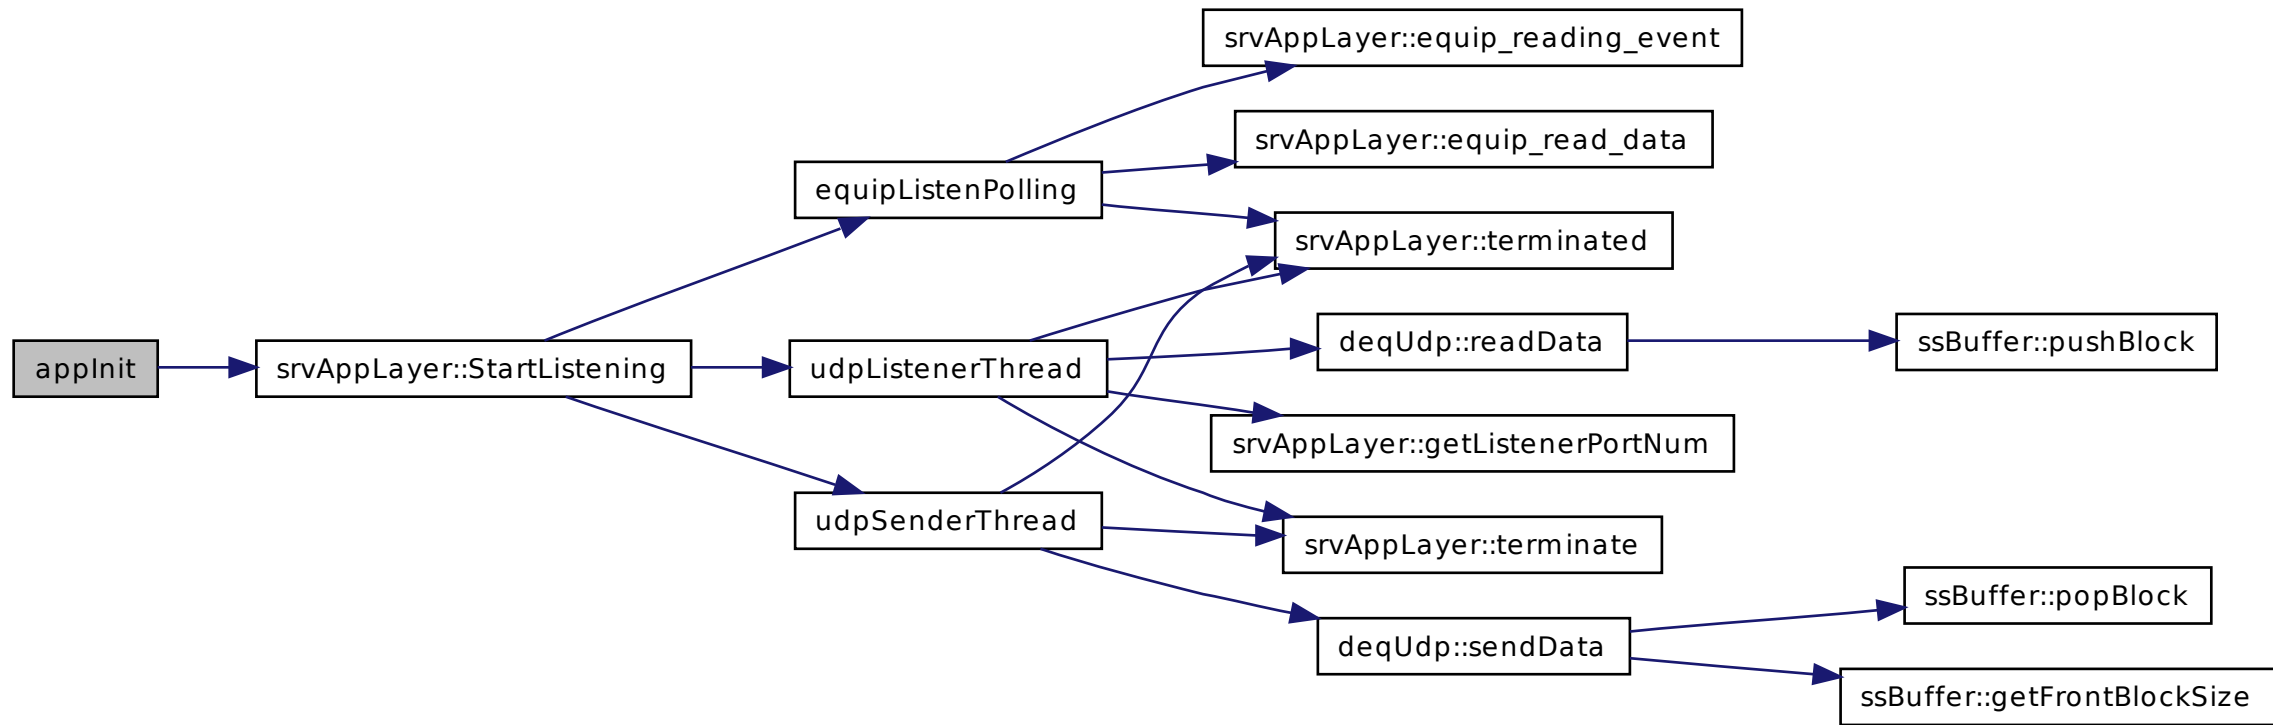 srvAppLayer::equip_reading_event
srvAppLayer::equip_read_data
equipListenPolling
srvAppLayer::terminated
appInit
srvAppLayer::StartListening
udpListenerThread
deqUdp::readData
ssBuffer::pushBlock
srvAppLayer::getListenerPortNum
udpSenderThread
srvAppLayer::terminate
ssBuffer::popBlock
deqUdp::sendData
ssBuffer::getFrontBlockSize